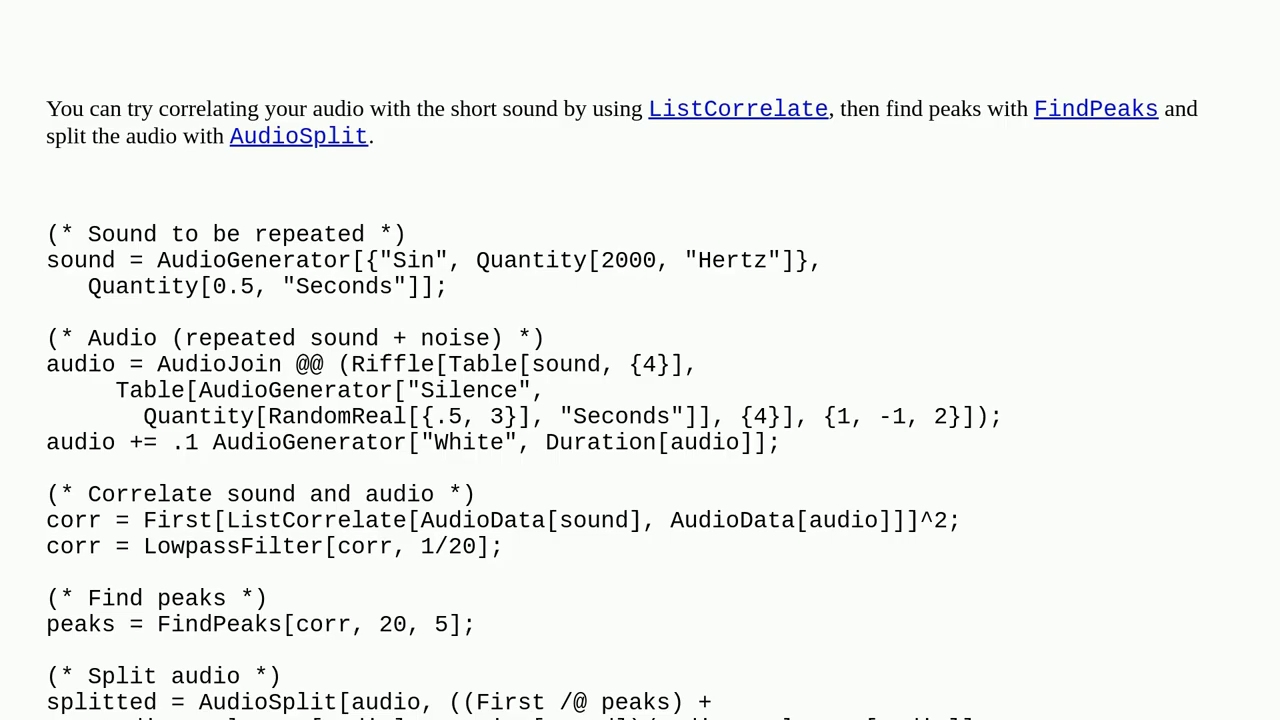 You can try correlating your audio with the short sound by using ListCorrelate, then find peaks with FindPeaks and
split the audio with AudioSplit.
(* Sound to be repeated *)
sound = AudioGenerator[{"Sin", Quantity[2000, "Hertz"]},
   Quantity[0.5, "Seconds"]];
(* Audio (repeated sound + noise) *)
audio = AudioJoin @@ (Riffle[Table[sound, {4}],
     Table[AudioGenerator["Silence",
       Quantity[RandomReal[{.5, 3}], "Seconds"]], {4}], {1, -1, 2}]);
audio += .1 AudioGenerator["White", Duration[audio]];
(* Correlate sound and audio *)
corr = First[ListCorrelate[AudioData[sound], AudioData[audio]]]^2;
corr = LowpassFilter[corr, 1/20];
(* Find peaks *)
peaks = FindPeaks[corr, 20, 5];
(* Split audio *)
splitted = AudioSplit[audio, ((First /@ peaks) +